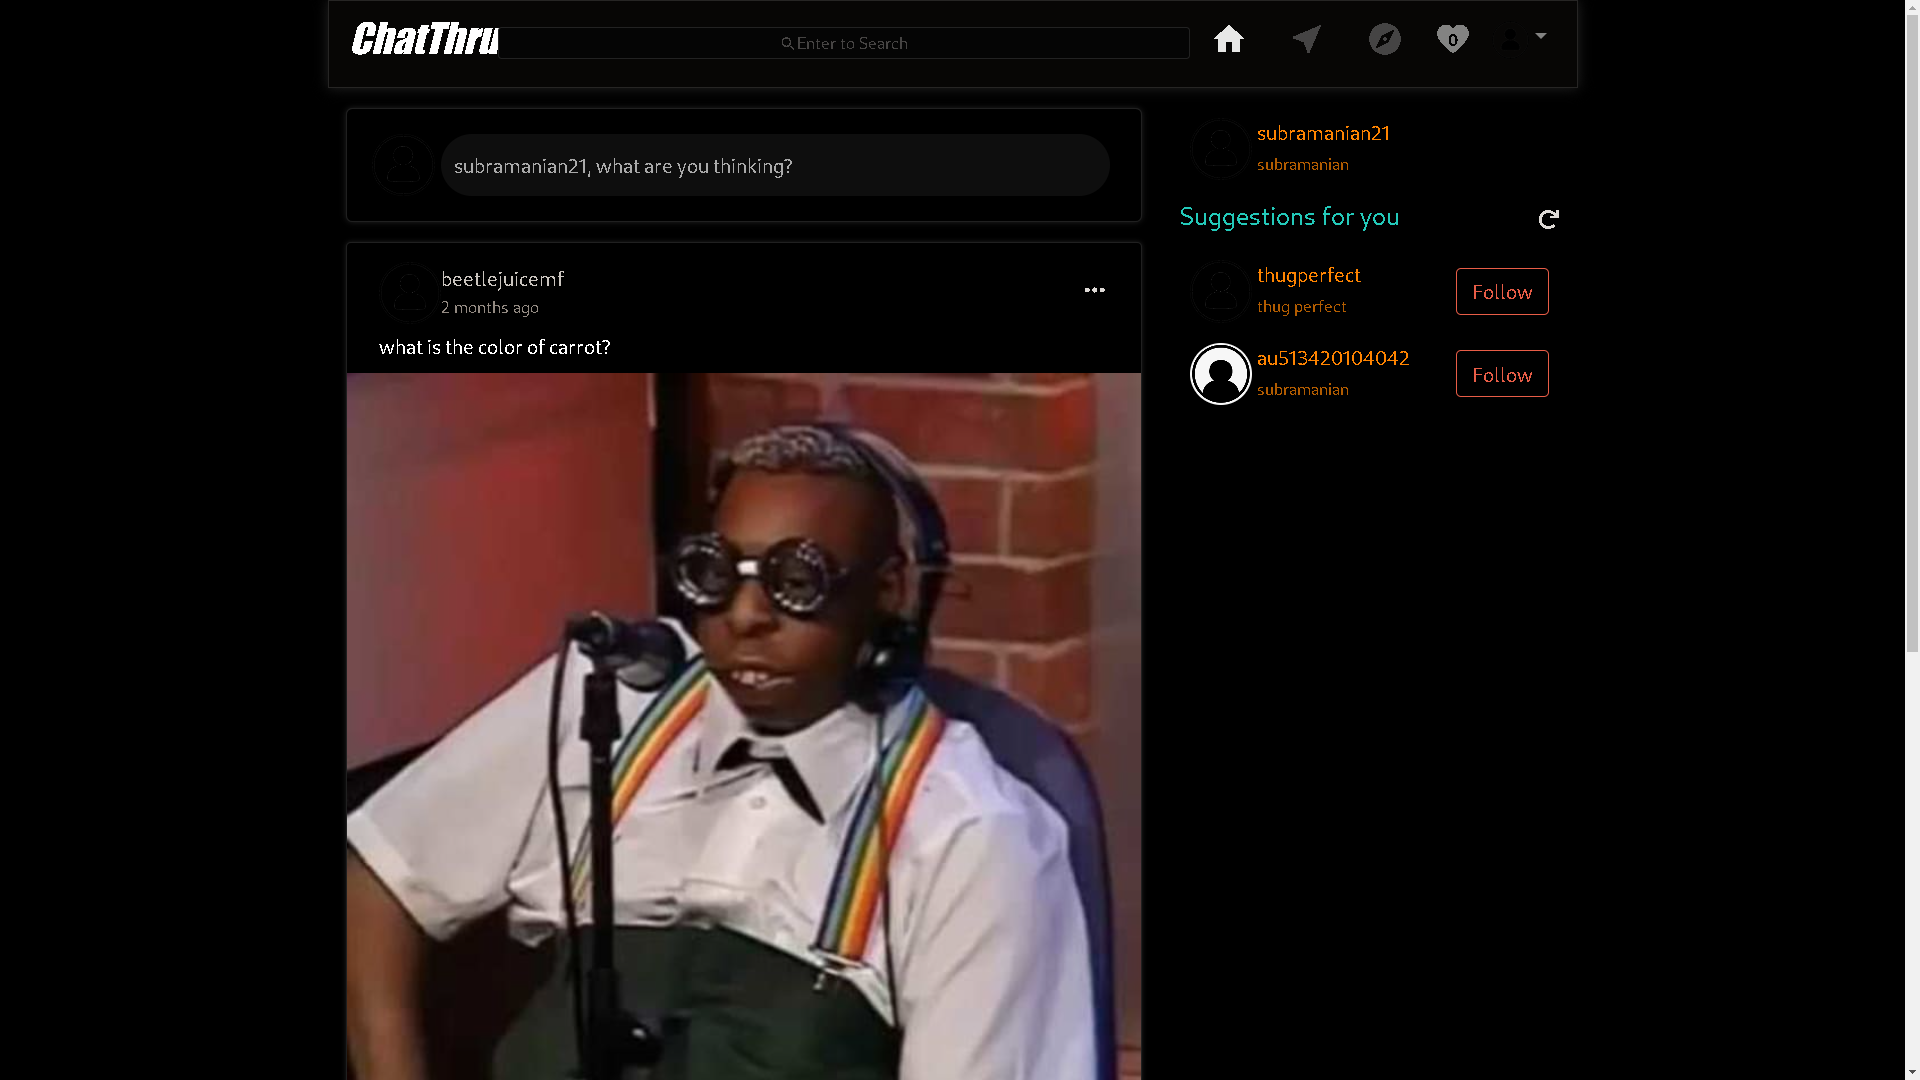 ChatThru
Enter to Search
0
subramanian21, what are you thinking?
beetlejuicemf
2 months ago
what is the color of carrot?
subramanian21
subramanian
Suggestions for you
thugperfect
thug perfect
Follow
au513420104042
subramanian
Follow